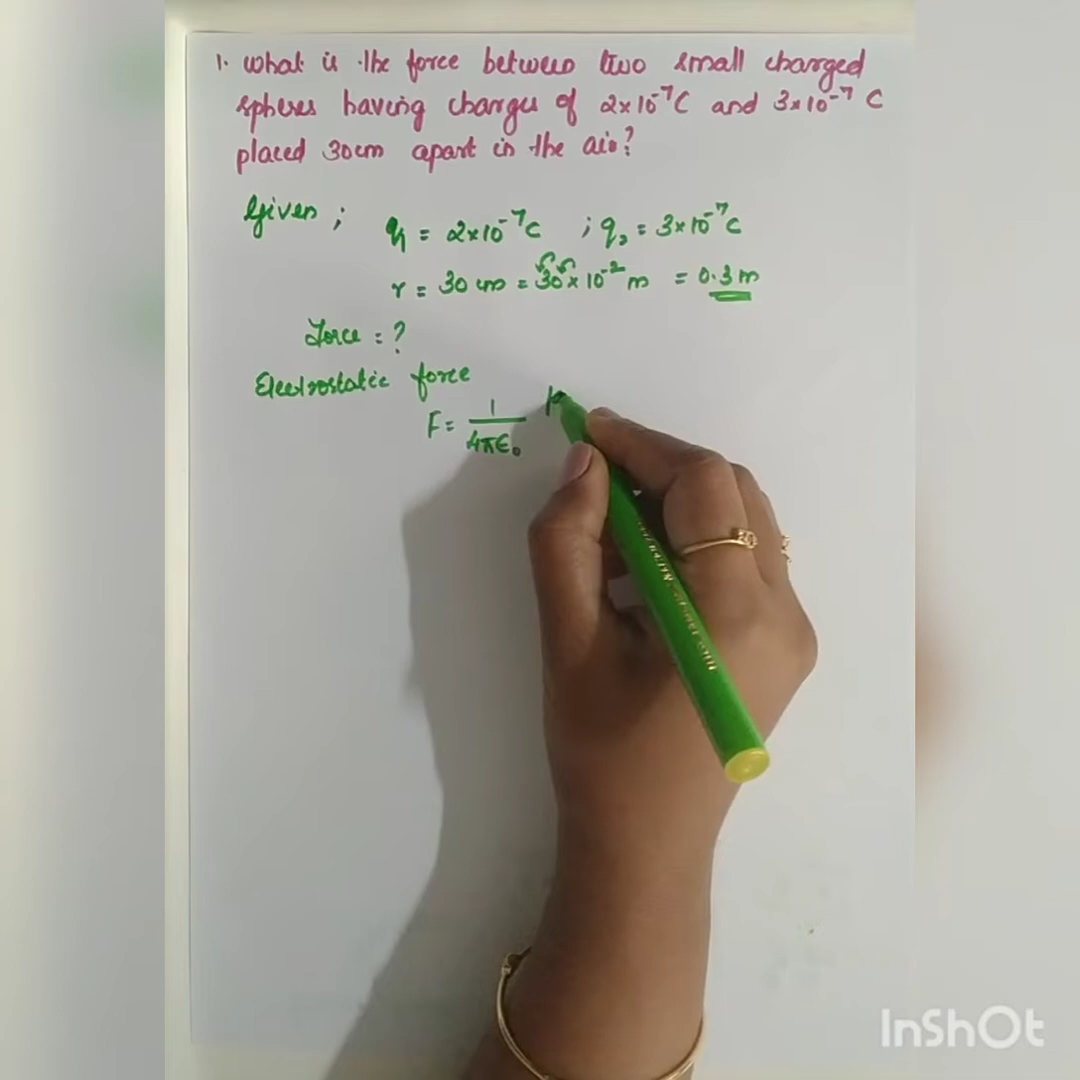 1. What is the force between two small charged
spheres having charges of 2×10⁻⁷C and 3×10⁻⁷ C
placed 30cm apart in the air?
Given ; q₁ = 2×10⁻⁷C ; q₂ = 3×10⁻⁷C
r = 30 cm = 30×10⁻² m = 0.3 m
Force = ?
Electrostatic force
F = 1/4πε₀
InShOt